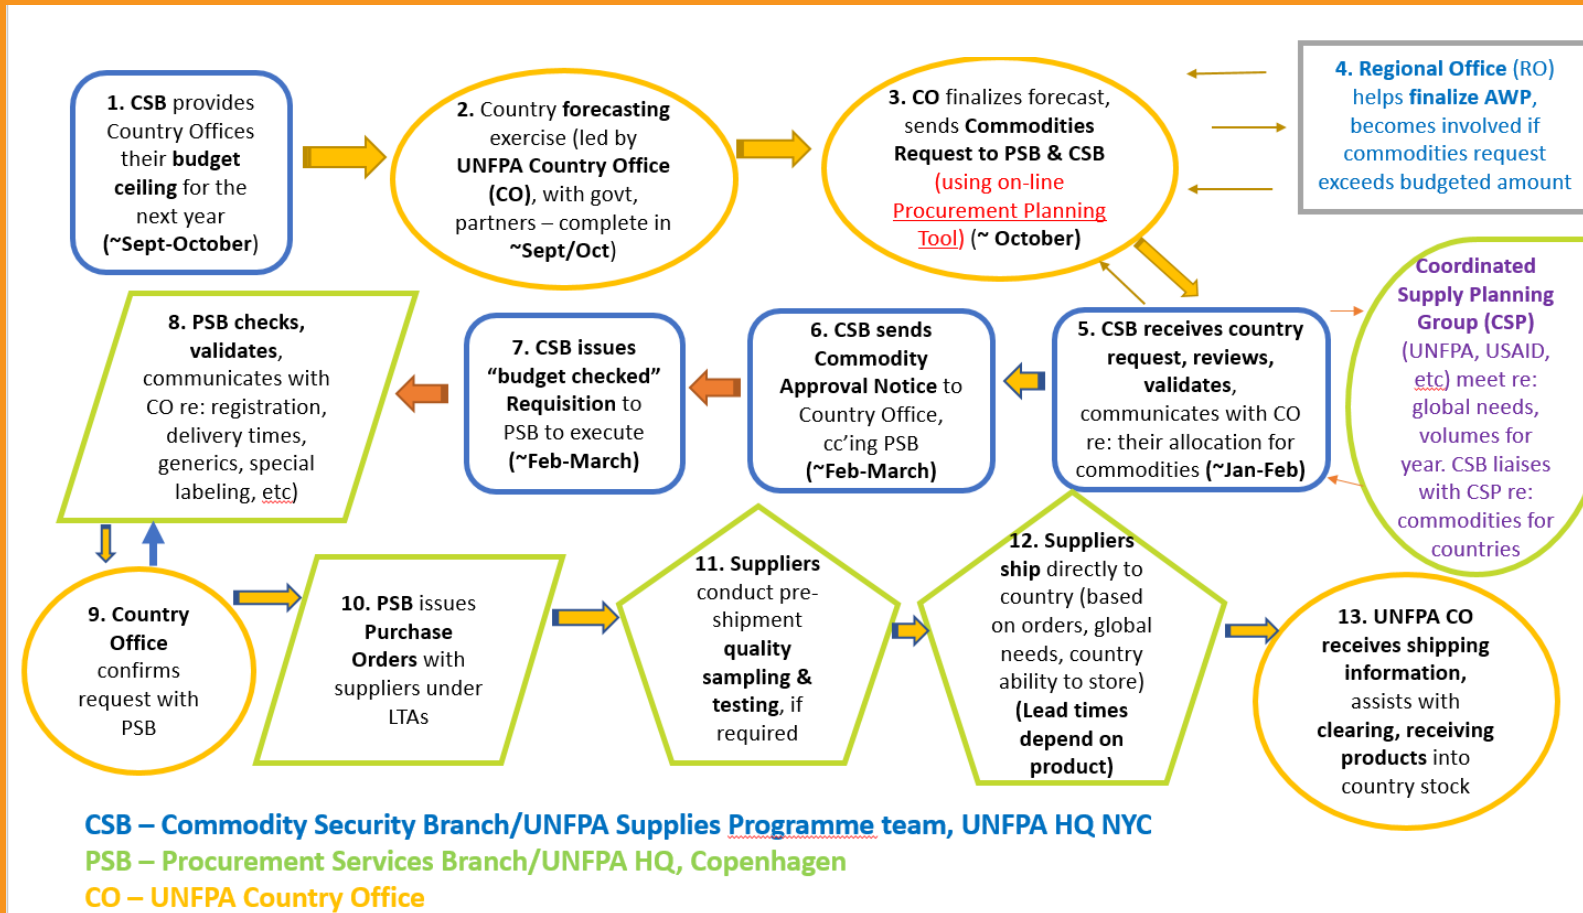 1. CSB provides
Country Offices
their budget
ceiling for the
next year
(~Sept-October)
2. Country forecasting
exercise (led by
UNFPA Country Office
(CO), with govt,
partners – complete in
~Sept/Oct)
3. CO finalizes forecast,
sends Commodities
Request to PSB & CSB
(using on-line
Procurement Planning
Tool) (~ October)
4. Regional Office (RO)
helps finalize AWP,
becomes involved if
commodities request
exceeds budgeted amount
Coordinated
Supply Planning
Group (CSP)
(UNFPA, USAID,
etc) meet re:
global needs,
volumes for
year. CSB liaises
with CSP re:
commodities for
countries
5. CSB receives country
request, reviews,
validates,
communicates with CO
re: their allocation for
commodities (~Jan-Feb)
6. CSB sends
Commodity
Approval Notice to
Country Office,
cc'ing PSB
(~Feb-March)
7. CSB issues
“budget checked”
Requisition to
PSB to execute
(~Feb-March)
8. PSB checks,
validates,
communicates with
CO re: registration,
delivery times,
generics, special
labeling, etc)
9. Country
Office
confirms
request with
PSB
10. PSB issues
Purchase
Orders with
suppliers under
LTAs
11. Suppliers
conduct pre-
shipment
quality
sampling &
testing, if
required
12. Suppliers
ship directly to
country (based
on orders, global
needs, country
ability to store)
(Lead times
depend on
product)
13. UNFPA CO
receives shipping
information,
assists with
clearing, receiving
products into
country stock
CSB – Commodity Security Branch/UNFPA Supplies Programme team, UNFPA HQ NYC
PSB – Procurement Services Branch/UNFPA HQ, Copenhagen
CO – UNFPA Country Office